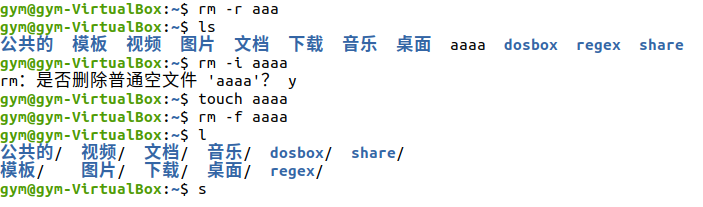 gym@gym-VirtualBox:~$ rm -r aaa
gym@gym-VirtualBox:~$ ls
公共的  模板  视频  图片  文档  下载  音乐  桌面  aaaa  dosbox  regex  share
gym@gym-VirtualBox:~$ rm -i aaaa
rm：是否删除普通空文件 'aaaa'？ y
gym@gym-VirtualBox:~$ touch aaaa
gym@gym-VirtualBox:~$ rm -f aaaa
gym@gym-VirtualBox:~$ l
公共的/  视频/  文档/  音乐/  dosbox/  share/
模板/    图片/  下载/  桌面/  regex/
gym@gym-VirtualBox:~$ s